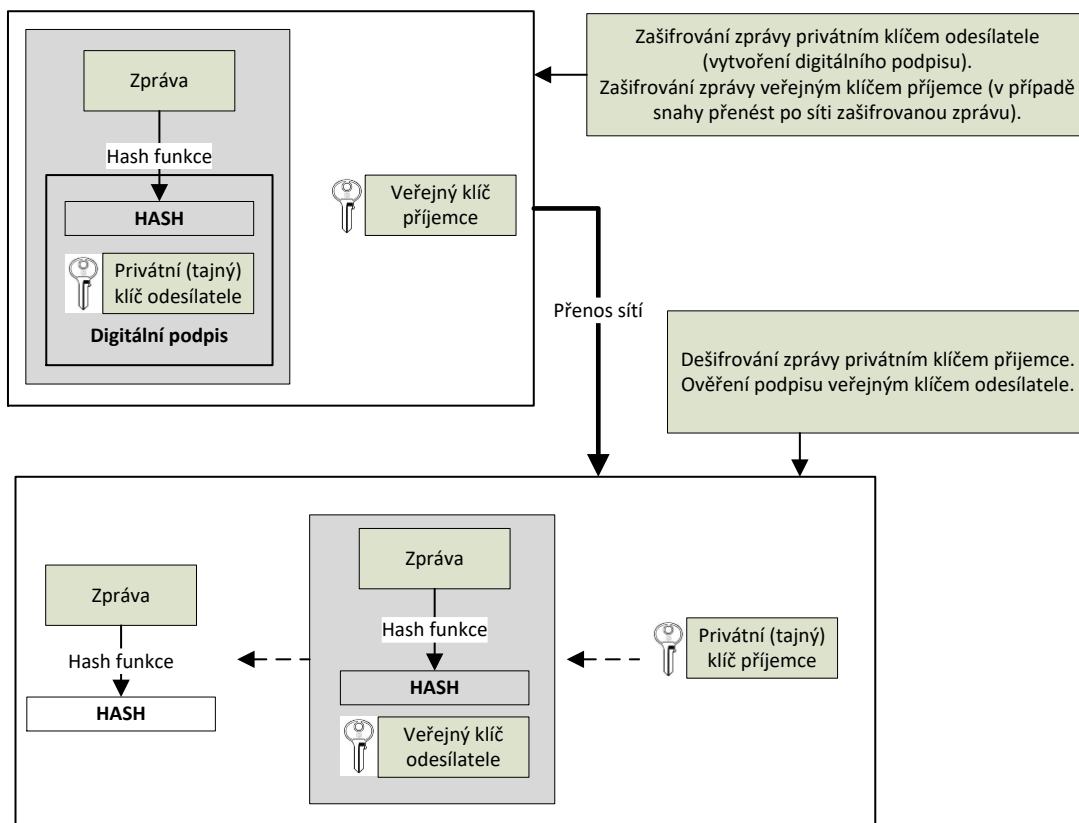 Zpráva
Hash funkce
HASH
Privátní (tajný)
klíč odesílatele
Digitální podpis
Veřejný klíč
příjemce
Zašifrování zprávy privátním klíčem odesílatele
(vytvoření digitálního podpisu).
Zašifrování zprávy veřejným klíčem příjemce (v případě
snahy přenést po síti zašifrovanou zprávu).
Přenos sítí
Dešifrování zprávy privátním klíčem přijemce.
Ověření podpisu veřejným klíčem odesílatele.
Zpráva
Hash funkce
HASH
Zpráva
Hash funkce
HASH
Veřejný klíč
odesílatele
Privátní (tajný)
klíč příjemce